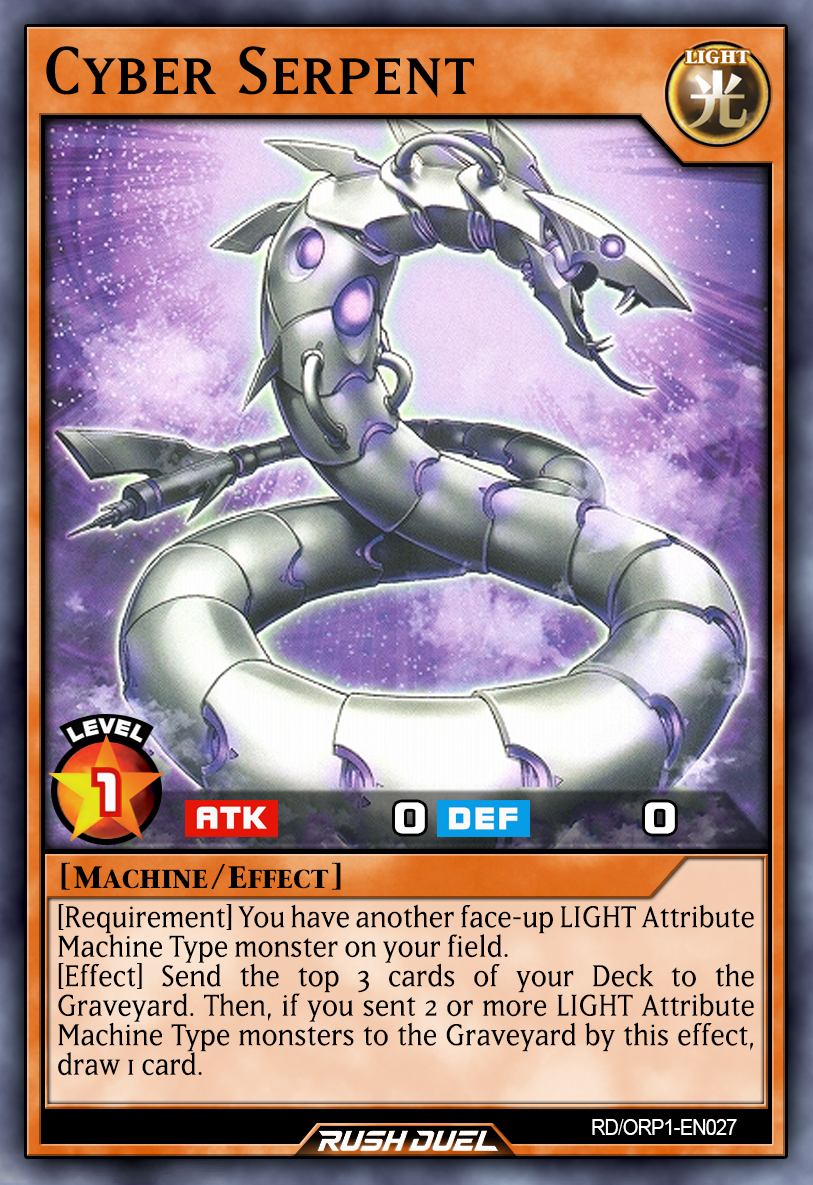 Cyber Serpent
LIGHT
光
LEVEL
1
ATK 0 DEF 0
[Machine/Effect]
[Requirement] You have another face-up LIGHT Attribute
Machine Type monster on your field.
[Effect] Send the top 3 cards of your Deck to the
Graveyard. Then, if you sent 2 or more LIGHT Attribute
Machine Type monsters to the Graveyard by this effect,
draw 1 card.
RD/ORP1-EN027
RUSH DUEL